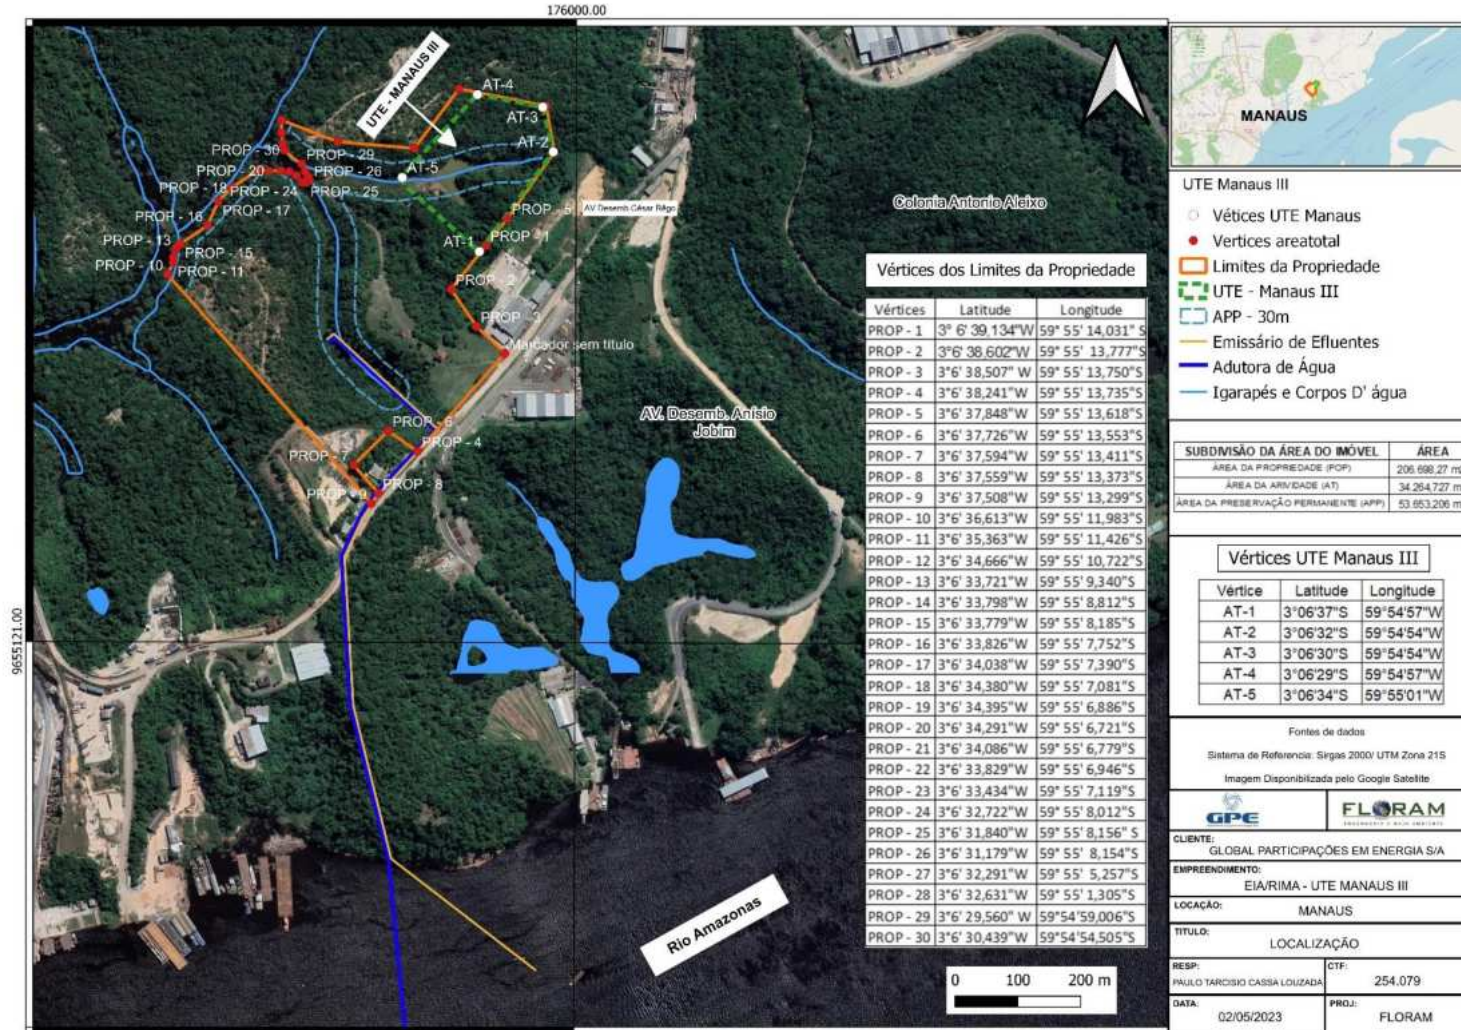 176000.00
9655121.00
UTE - MANAUS III
AT-4
AT-3
AT-2
AT-5
AT-1
PROP - 30
PROP - 29
PROP - 20
PROP - 26
PROP - 18
PROP - 24
PROP - 25
PROP - 16
PROP - 17
PROP - 13
PROP - 15
PROP - 10
PROP - 11
PROP - 5
AV Desemb César Rêgo
PROP - 1
PROP - 2
PROP - 3
Marcador sem título
PROP - 6
PROP - 4
PROP - 7
PROP - 8
PROP - 9
Colonia Antonio Aleixo
AV. Desemb. Anísio
Jobim
Rio Amazonas
Vértices dos Limites da Propriedade
Vértices Latitude Longitude
PROP - 1 3° 6' 39,134"W 59° 55' 14,031" S
PROP - 2 3°6' 38,602"W 59° 55' 13,777"S
PROP - 3 3°6' 38,507" W 59° 55' 13,750"S
PROP - 4 3°6' 38,241"W 59° 55' 13,735"S
PROP - 5 3°6' 37,848"W 59° 55' 13,618"S
PROP - 6 3°6' 37,726"W 59° 55' 13,553"S
PROP - 7 3°6' 37,594"W 59° 55' 13,411"S
PROP - 8 3°6' 37,559"W 59° 55' 13,373"S
PROP - 9 3°6' 37,508"W 59° 55' 13,299"S
PROP - 10 3°6' 36,613"W 59° 55' 11,983"S
PROP - 11 3°6' 35,363"W 59° 55' 11,426"S
PROP - 12 3°6' 34,666"W 59° 55' 10,722"S
PROP - 13 3°6' 33,721"W 59° 55' 9,340"S
PROP - 14 3°6' 33,798"W 59° 55' 8,812"S
PROP - 15 3°6' 33,779"W 59° 55' 8,185"S
PROP - 16 3°6' 33,826"W 59° 55' 7,752"S
PROP - 17 3°6' 34,038"W 59° 55' 7,390"S
PROP - 18 3°6' 34,380"W 59° 55' 7,081"S
PROP - 19 3°6' 34,395"W 59° 55' 6,886"S
PROP - 20 3°6' 34,291"W 59° 55' 6,721"S
PROP - 21 3°6' 34,086"W 59° 55' 6,779"S
PROP - 22 3°6' 33,829"W 59° 55' 6,946"S
PROP - 23 3°6' 33,434"W 59° 55' 7,119"S
PROP - 24 3°6' 32,722"W 59° 55' 8,012"S
PROP - 25 3°6' 31,840"W 59° 55' 8,156" S
PROP - 26 3°6' 31,179"W 59° 55' 8,154"S
PROP - 27 3°6' 32,291"W 59° 55' 5,257"S
PROP - 28 3°6' 32,631"W 59° 55' 1,305"S
PROP - 29 3°6' 29,560" W 59°54'59,006"S
PROP - 30 3°6' 30,439"W 59°54'54,505"S
0 100 200 m
MANAUS
UTE Manaus III
Vétices UTE Manaus
Vertices areatotal
Limites da Propriedade
UTE - Manaus III
APP - 30m
Emissário de Efluentes
Adutora de Água
Igarapés e Corpos D' água
SUBDIVISÃO DA ÁREA DO IMÓVEL ÁREA
ÁREA DA PROPRIEDADE (POP) 206.698,27 m²
ÁREA DA ARIVIDADE (AT) 34.264,727 m
ÁREA DA PRESERVAÇÃO PERMANENTE (APP) 53.653,206 m
Vértices UTE Manaus III
Vértice Latitude Longitude
AT-1 3°06'37"S 59°54'57"W
AT-2 3°06'32"S 59°54'54"W
AT-3 3°06'30"S 59°54'54"W
AT-4 3°06'29"S 59°54'57"W
AT-5 3°06'34"S 59°55'01"W
Fontes de dados
Sistema de Referencia: Sirgas 2000/ UTM Zona 21S
Imagem Disponibilizada pelo Google Satellite
GPE
FLORAM
CLIENTE:
GLOBAL PARTICIPAÇÕES EM ENERGIA S/A
EMPREENDIMENTO:
EIA/RIMA - UTE MANAUS III
LOCAÇÃO:
MANAUS
TITULO:
LOCALIZAÇÃO
RESP: CTF:
PAULO TARCISIO CASSA LOUZADA 254.079
DATA: PROJ:
02/05/2023 FLORAM